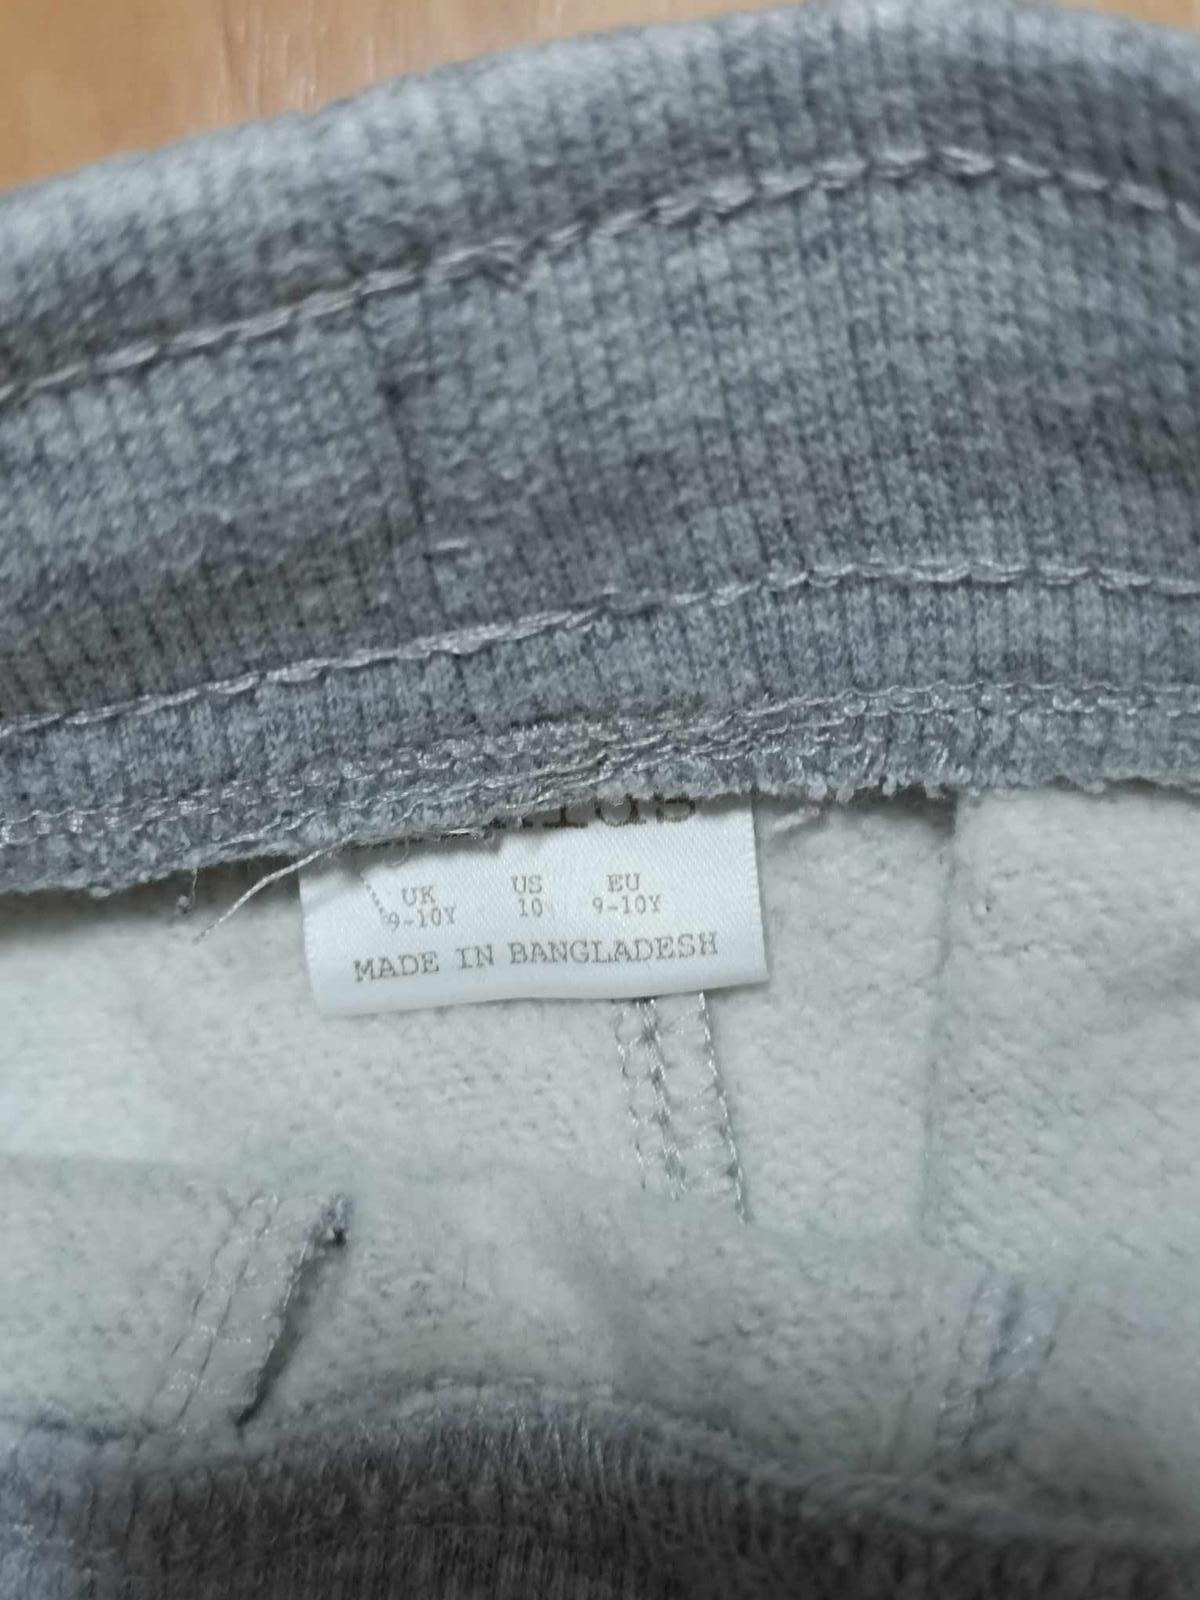 UK US EU
9-10Y 10 9-10Y
MADE IN BANGLADESH